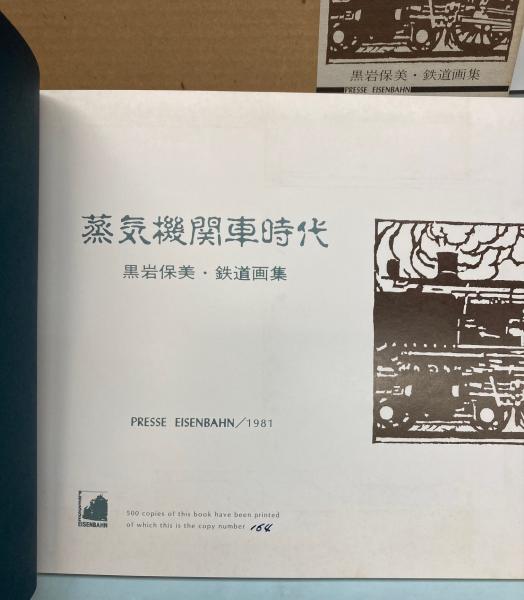 黒岩保美・鉄道画集
PRESSE EISENBAHN
蒸気機関車時代
黒岩保美・鉄道画集
PRESSE EISENBAHN/1981
EISENBAHN
500 copies of this book have been printed
of which this is the copy number 164